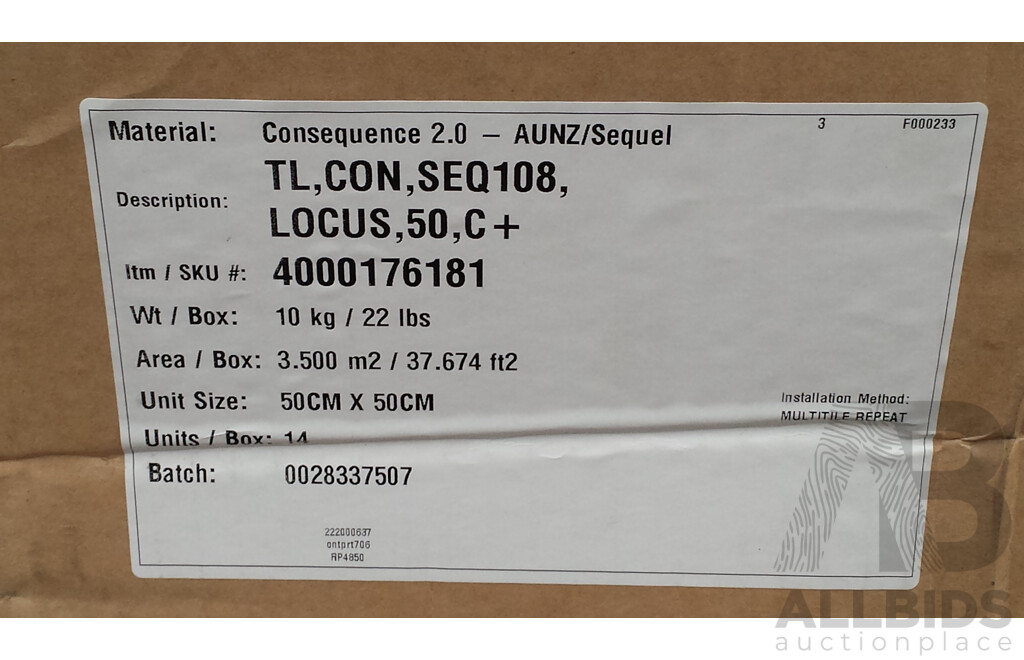 Material: Consequence 2.0 – AUNZ/Sequel 3 F000233
Description: TL,CON,SEQ108,
LOCUS,50,C+
Itm / SKU #: 4000176181
Wt / Box: 10 kg / 22 lbs
Area / Box: 3.500 m2 / 37.674 ft2
Unit Size: 50CM X 50CM
Installation Method:
MULTITILE REPEAT
Units / Box: 14
Batch: 0028337507
222000637
ontprt706
RP4850
AB
ALLBIDS
auctionplace